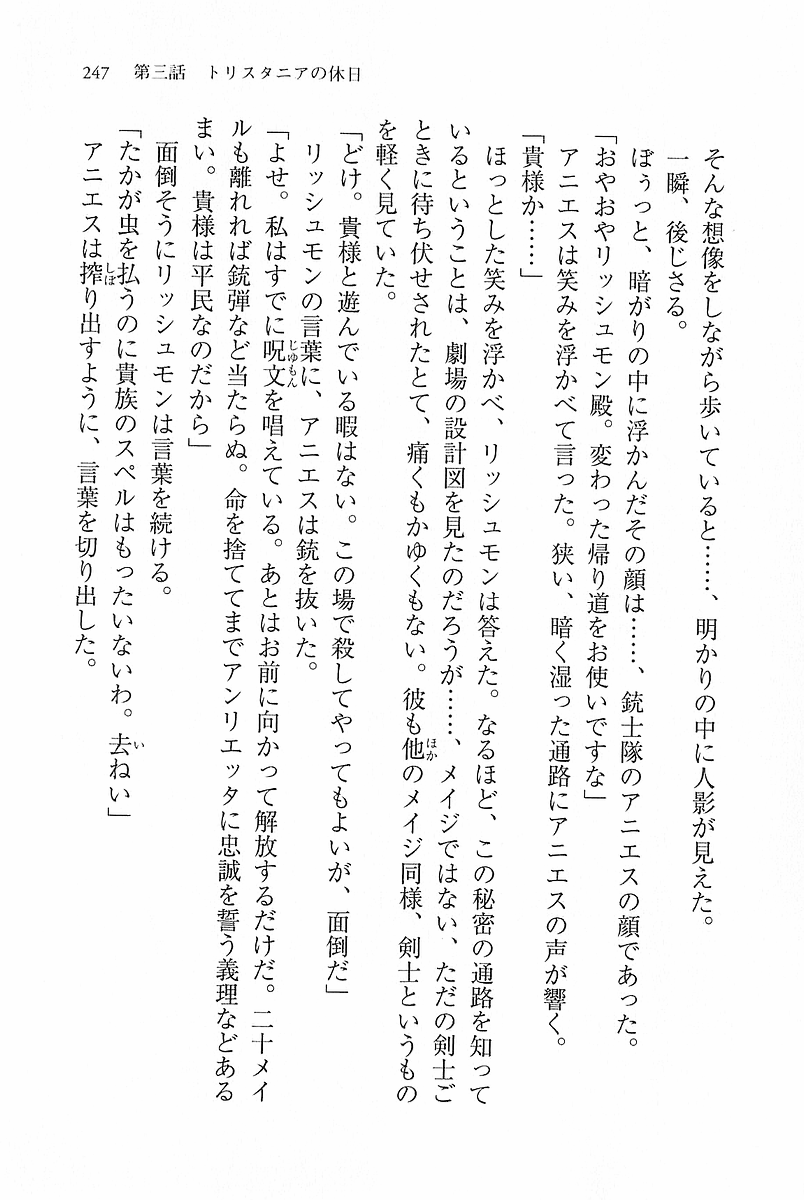 247　第三話　トリスタニアの休日
　そんな想像をしながら歩いていると……、明かりの中に人影が見えた。
　一瞬、後じさる。
　ぼぅっと、暗がりの中に浮かんだその顔は……、銃士隊のアニエスの顔であった。
「おやおやリッシュモン殿。変わった帰り道をお使いですな」
　アニエスは笑みを浮かべて言った。狭い、暗く湿った通路にアニエスの声が響く。
「貴様か……」
　ほっとした笑みを浮かべ、リッシュモンは答えた。なるほど、この秘密の通路を知って
いるということは、劇場の設計図を見たのだろうが……、メイジではない、ただの剣士ご
ときに待ち伏せされたとて、痛くもかゆくもない。彼も他のメイジ同様、剣士というもの
を軽く見ていた。
「どけ。貴様と遊んでいる暇はない。この場で殺してやってもよいが、面倒だ」
　リッシュモンの言葉に、アニエスは銃を抜いた。
「よせ。私はすでに呪文を唱えている。あとはお前に向かって解放するだけだ。二十メイ
ルも離れれば銃弾など当たらぬ。命を捨ててまでアンリエッタに忠誠を誓う義理などある
まい。貴様は平民なのだから」
　面倒そうにリッシュモンは言葉を続ける。
「たかが虫を払うのに貴族のスペルはもったいないわ。去ねい」
　アニエスは搾り出すように、言葉を切り出した。